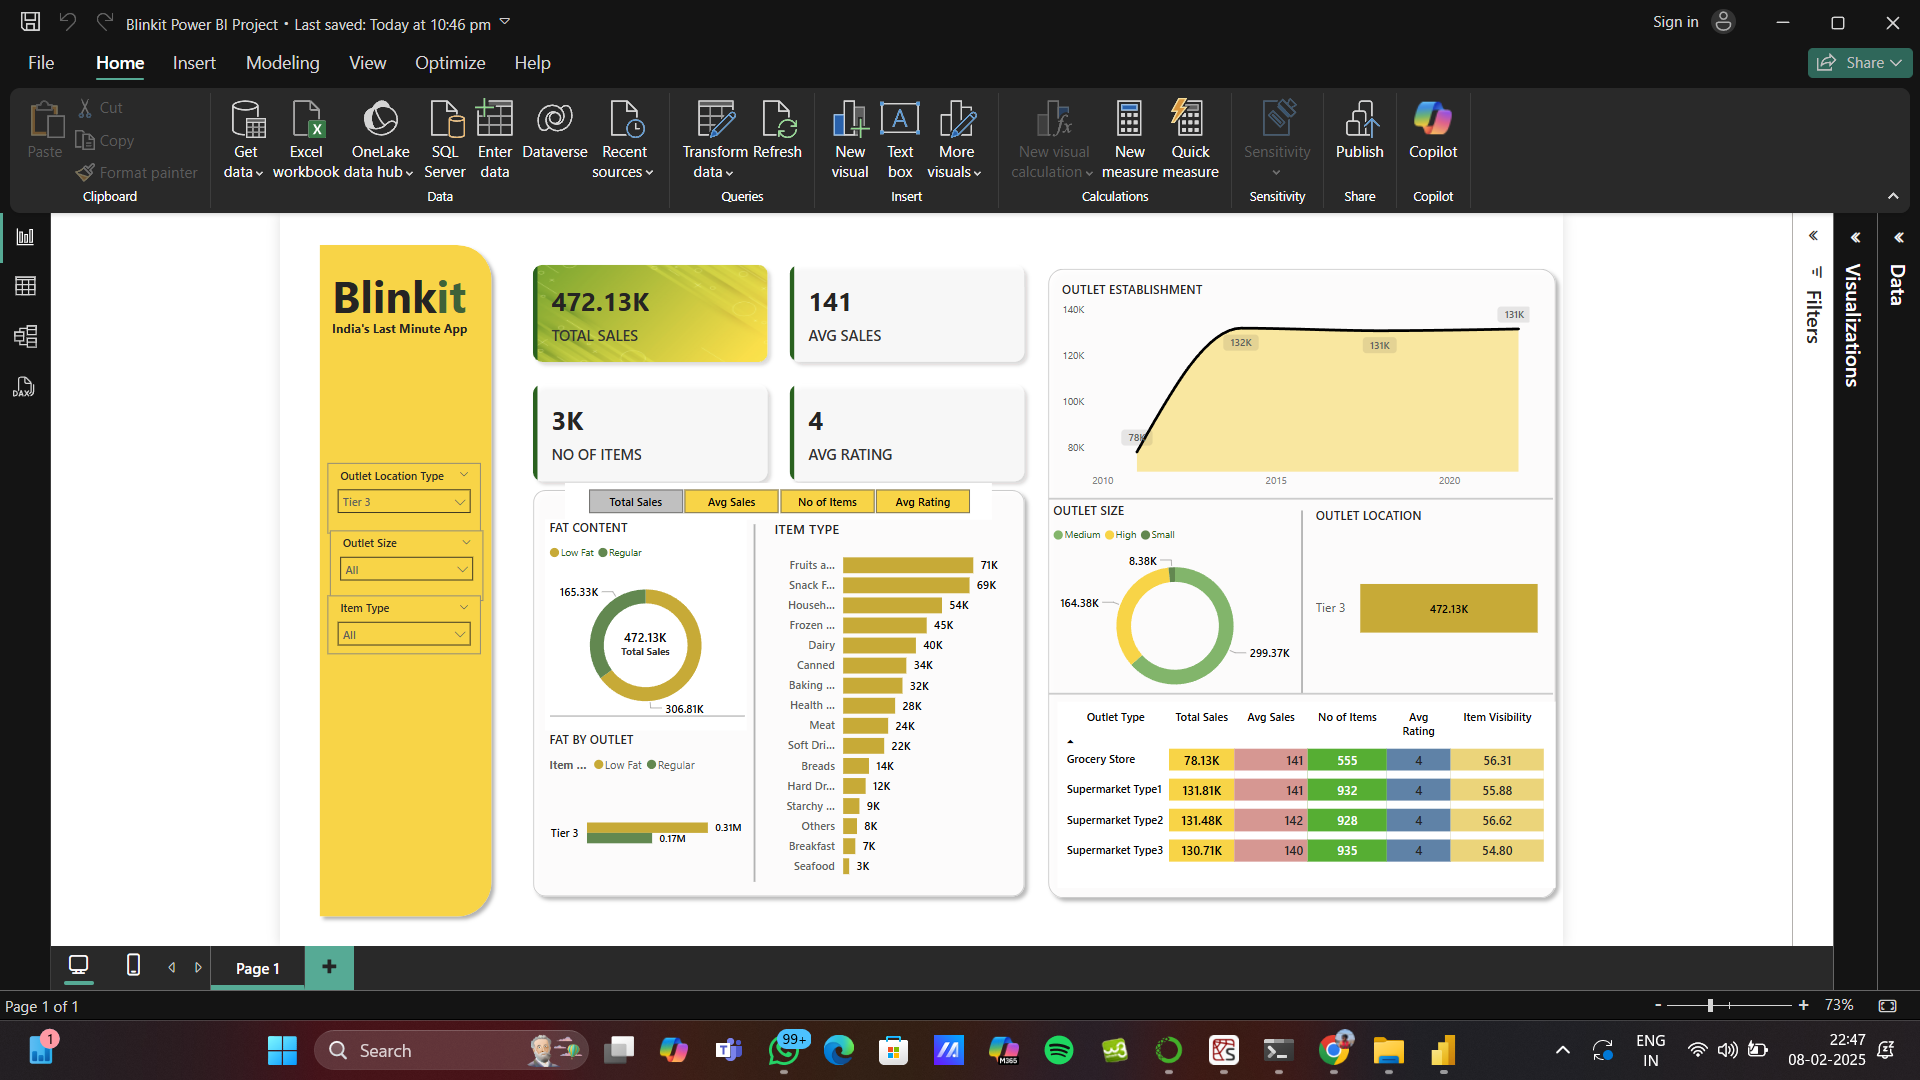 Blinkit Power BI Project • Last saved: Today at 10:46 pm
Sign in
File
Home
Insert
Modeling
View
Optimize
Help
Share
Paste
Cut
Copy
Format painter
Clipboard
Get data
Excel workbook
OneLake data hub
SQL Server
Enter data
Dataverse
Recent sources
Data
Transform data
Refresh
Queries
New visual
Text box
More visuals
Insert
New visual calculation
New measure
Quick measure
Calculations
Sensitivity
Sensitivity
Publish
Share
Copilot
Copilot
DAX
Filters
Visualizations
Data
Blinkit
India's Last Minute App
Outlet Location Type
Tier 3
Outlet Size
All
Item Type
All
472.13K
TOTAL SALES
141
AVG SALES
3K
NO OF ITEMS
4
AVG RATING
Total Sales
Avg Sales
No of Items
Avg Rating
FAT CONTENT
Low Fat
Regular
165.33K
472.13K
Total Sales
306.81K
FAT BY OUTLET
Item ...
Low Fat
Regular
Tier 3
0.31M
0.17M
ITEM TYPE
Fruits a... 71K
Snack F... 69K
Househ... 54K
Frozen ... 45K
Dairy 40K
Canned 34K
Baking ... 32K
Health ... 28K
Meat 24K
Soft Dri... 22K
Breads 14K
Hard Dr... 12K
Starchy ... 9K
Others 8K
Breakfast 7K
Seafood 3K
OUTLET ESTABLISHMENT
140K
120K
100K
80K
78K
132K
131K
131K
2010
2015
2020
OUTLET SIZE
Medium
High
Small
8.38K
164.38K
299.37K
OUTLET LOCATION
Tier 3
472.13K
Outlet Type Total Sales Avg Sales No of Items Avg Rating Item Visibility
Grocery Store 78.13K 141 555 4 56.31
Supermarket Type1 131.81K 141 932 4 55.88
Supermarket Type2 131.48K 142 928 4 56.62
Supermarket Type3 130.71K 140 935 4 54.80
Page 1
+
Page 1 of 1
- + 73%
1
Search
99+
M365
ENG
IN
22:47
08-02-2025